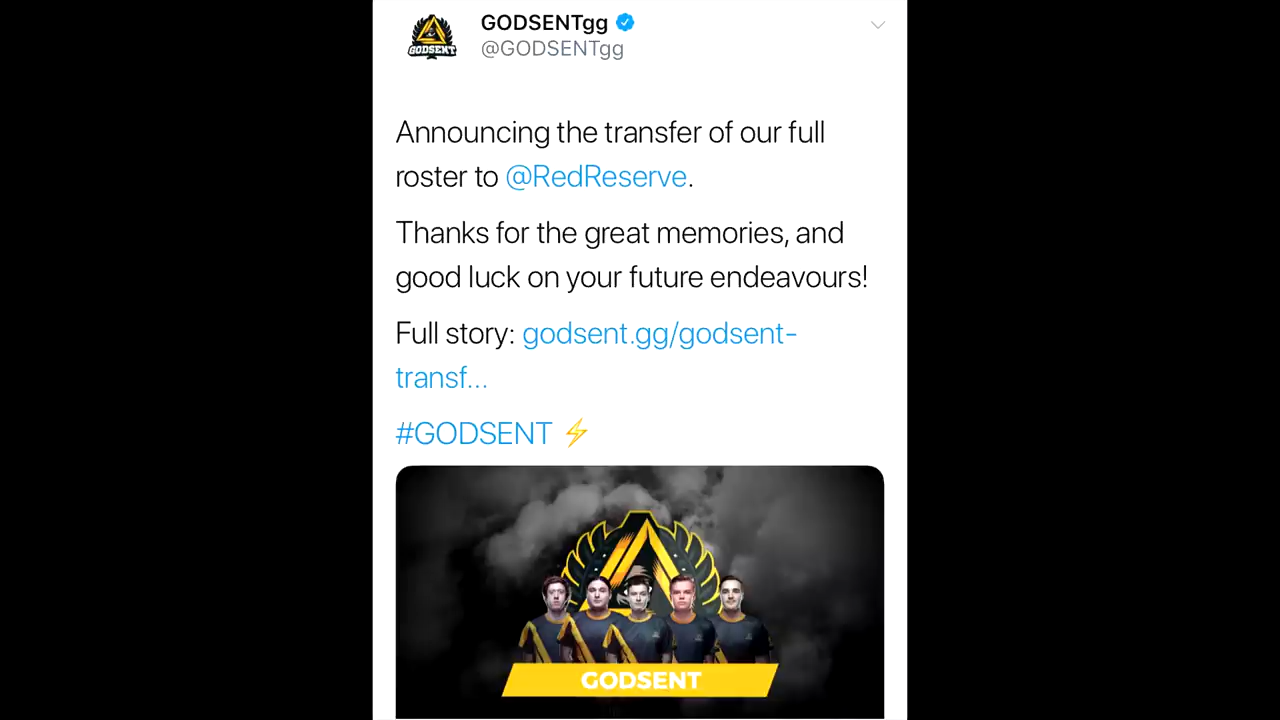 GODSENTgg
GODSENT
@GODSENTgg
Announcing the transfer of our full
roster to @RedReserve.
Thanks for the great memories, and
good luck on your future endeavours!
Full story: godsent.gg/godsent-
transf...
#GODSENT ⚡
GODSENT